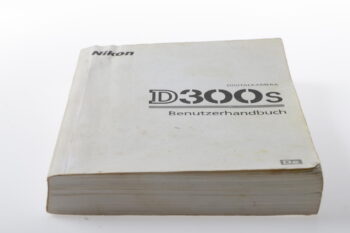 Nikon
DIGITALKAMERA
D300s
Benutzerhandbuch
De